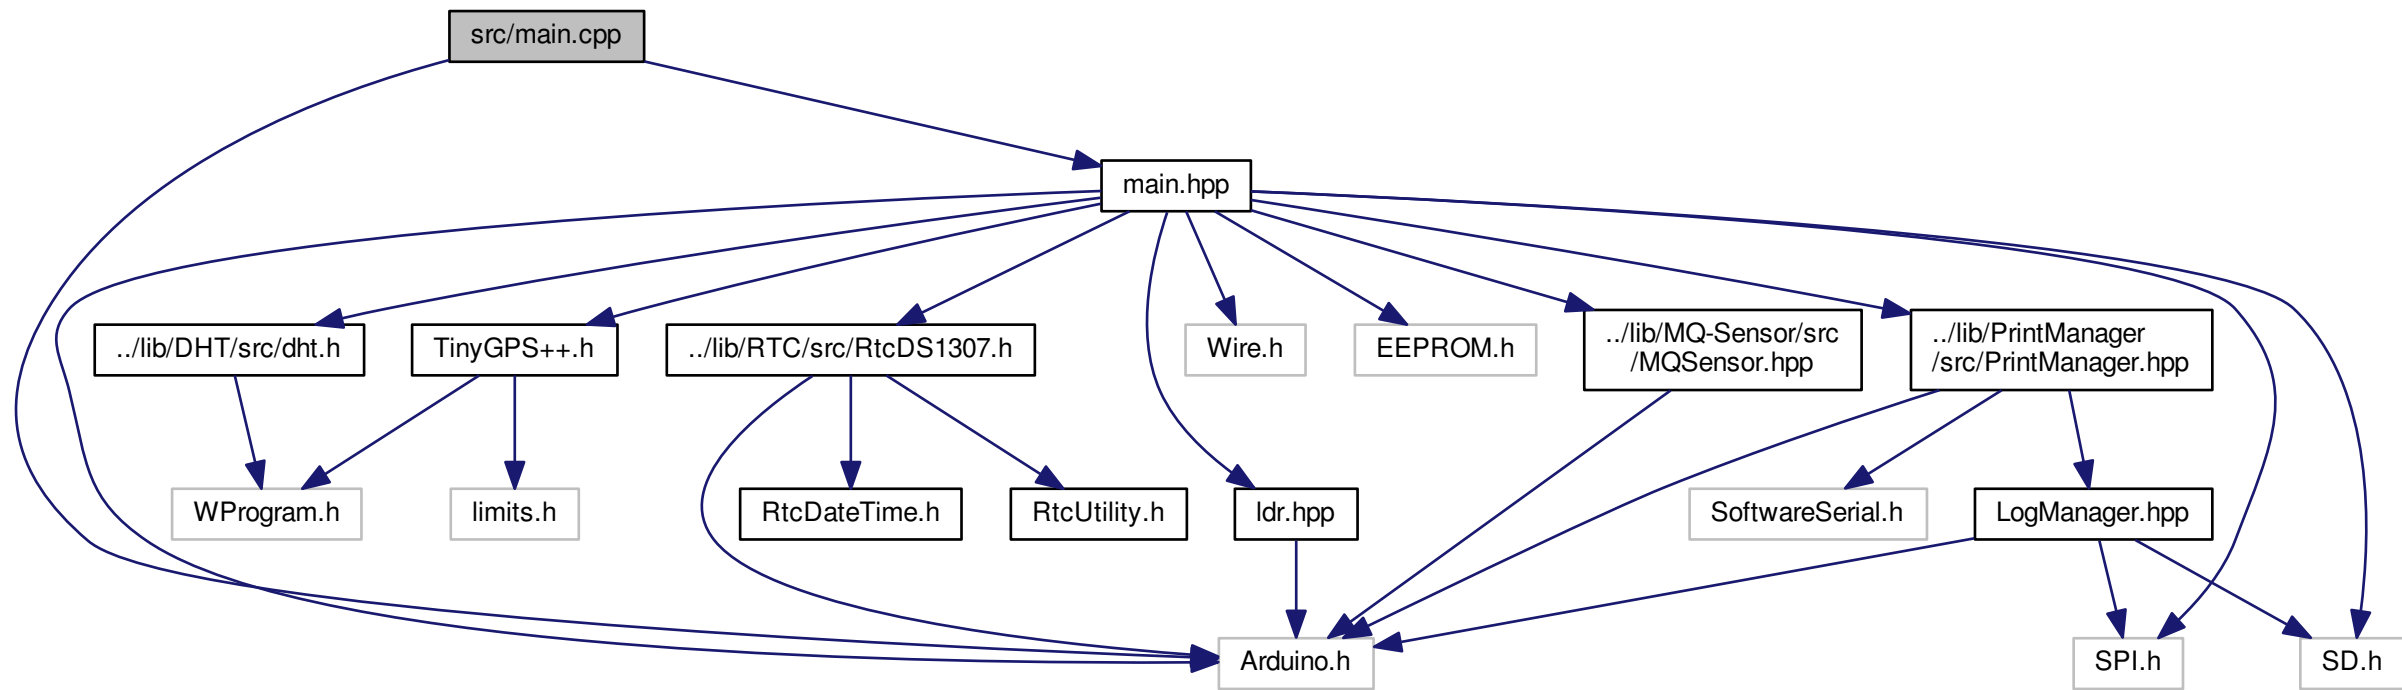 src/main.cpp
main.hpp
../lib/DHT/src/dht.h
TinyGPS++.h
../lib/RTC/src/RtcDS1307.h
Wire.h
EEPROM.h
../lib/MQ-Sensor/src
/MQSensor.hpp
../lib/PrintManager
/src/PrintManager.hpp
WProgram.h
limits.h
RtcDateTime.h
RtcUtility.h
ldr.hpp
SoftwareSerial.h
LogManager.hpp
Arduino.h
SPI.h
SD.h